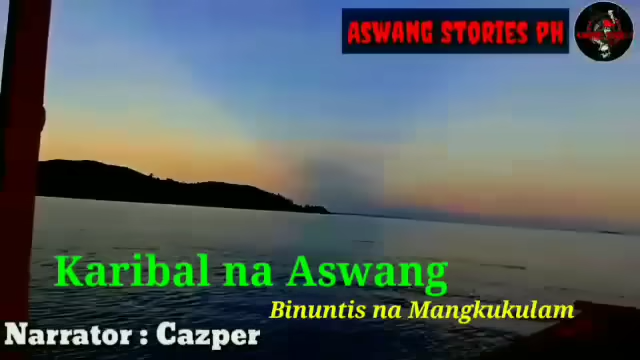 ASWANG STORIES PH
Karibal na Aswang
Binuntis na Mangkukulam
Narrator : Cazper